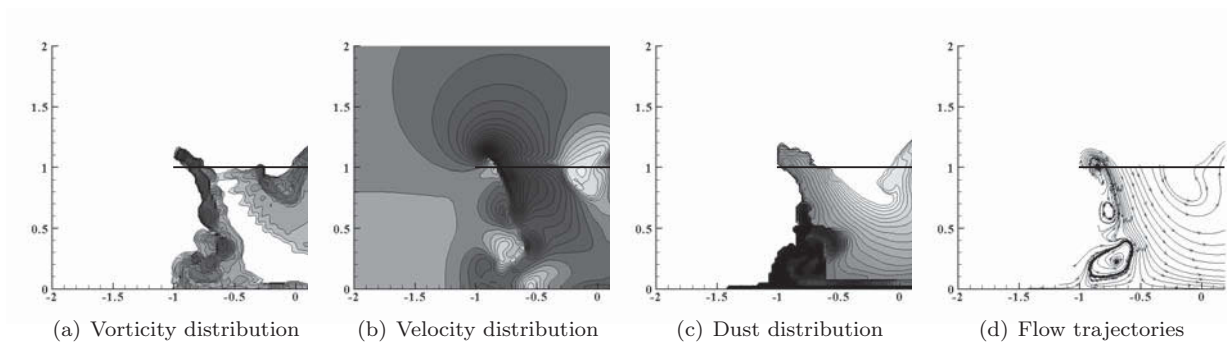 2 2 2 2
1.5 1.5 1.5 1.5
1 1 1 1
0.5 0.5 0.5 0.5
0 0 0 0
-2 -1.5 -1 -0.5 0 -2 -1.5 -1 -0.5 0 -2 -1.5 -1 -0.5 0 -2 -1.5 -1 -0.5 0
(a) Vorticity distribution (b) Velocity distribution (c) Dust distribution (d) Flow trajectories